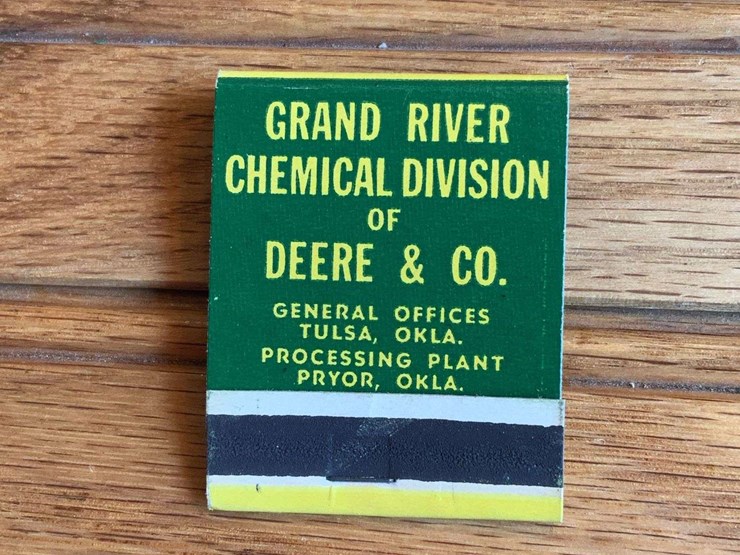 GRAND RIVER
CHEMICAL DIVISION
OF
DEERE & CO.
GENERAL OFFICES
TULSA, OKLA.
PROCESSING PLANT
PRYOR, OKLA.